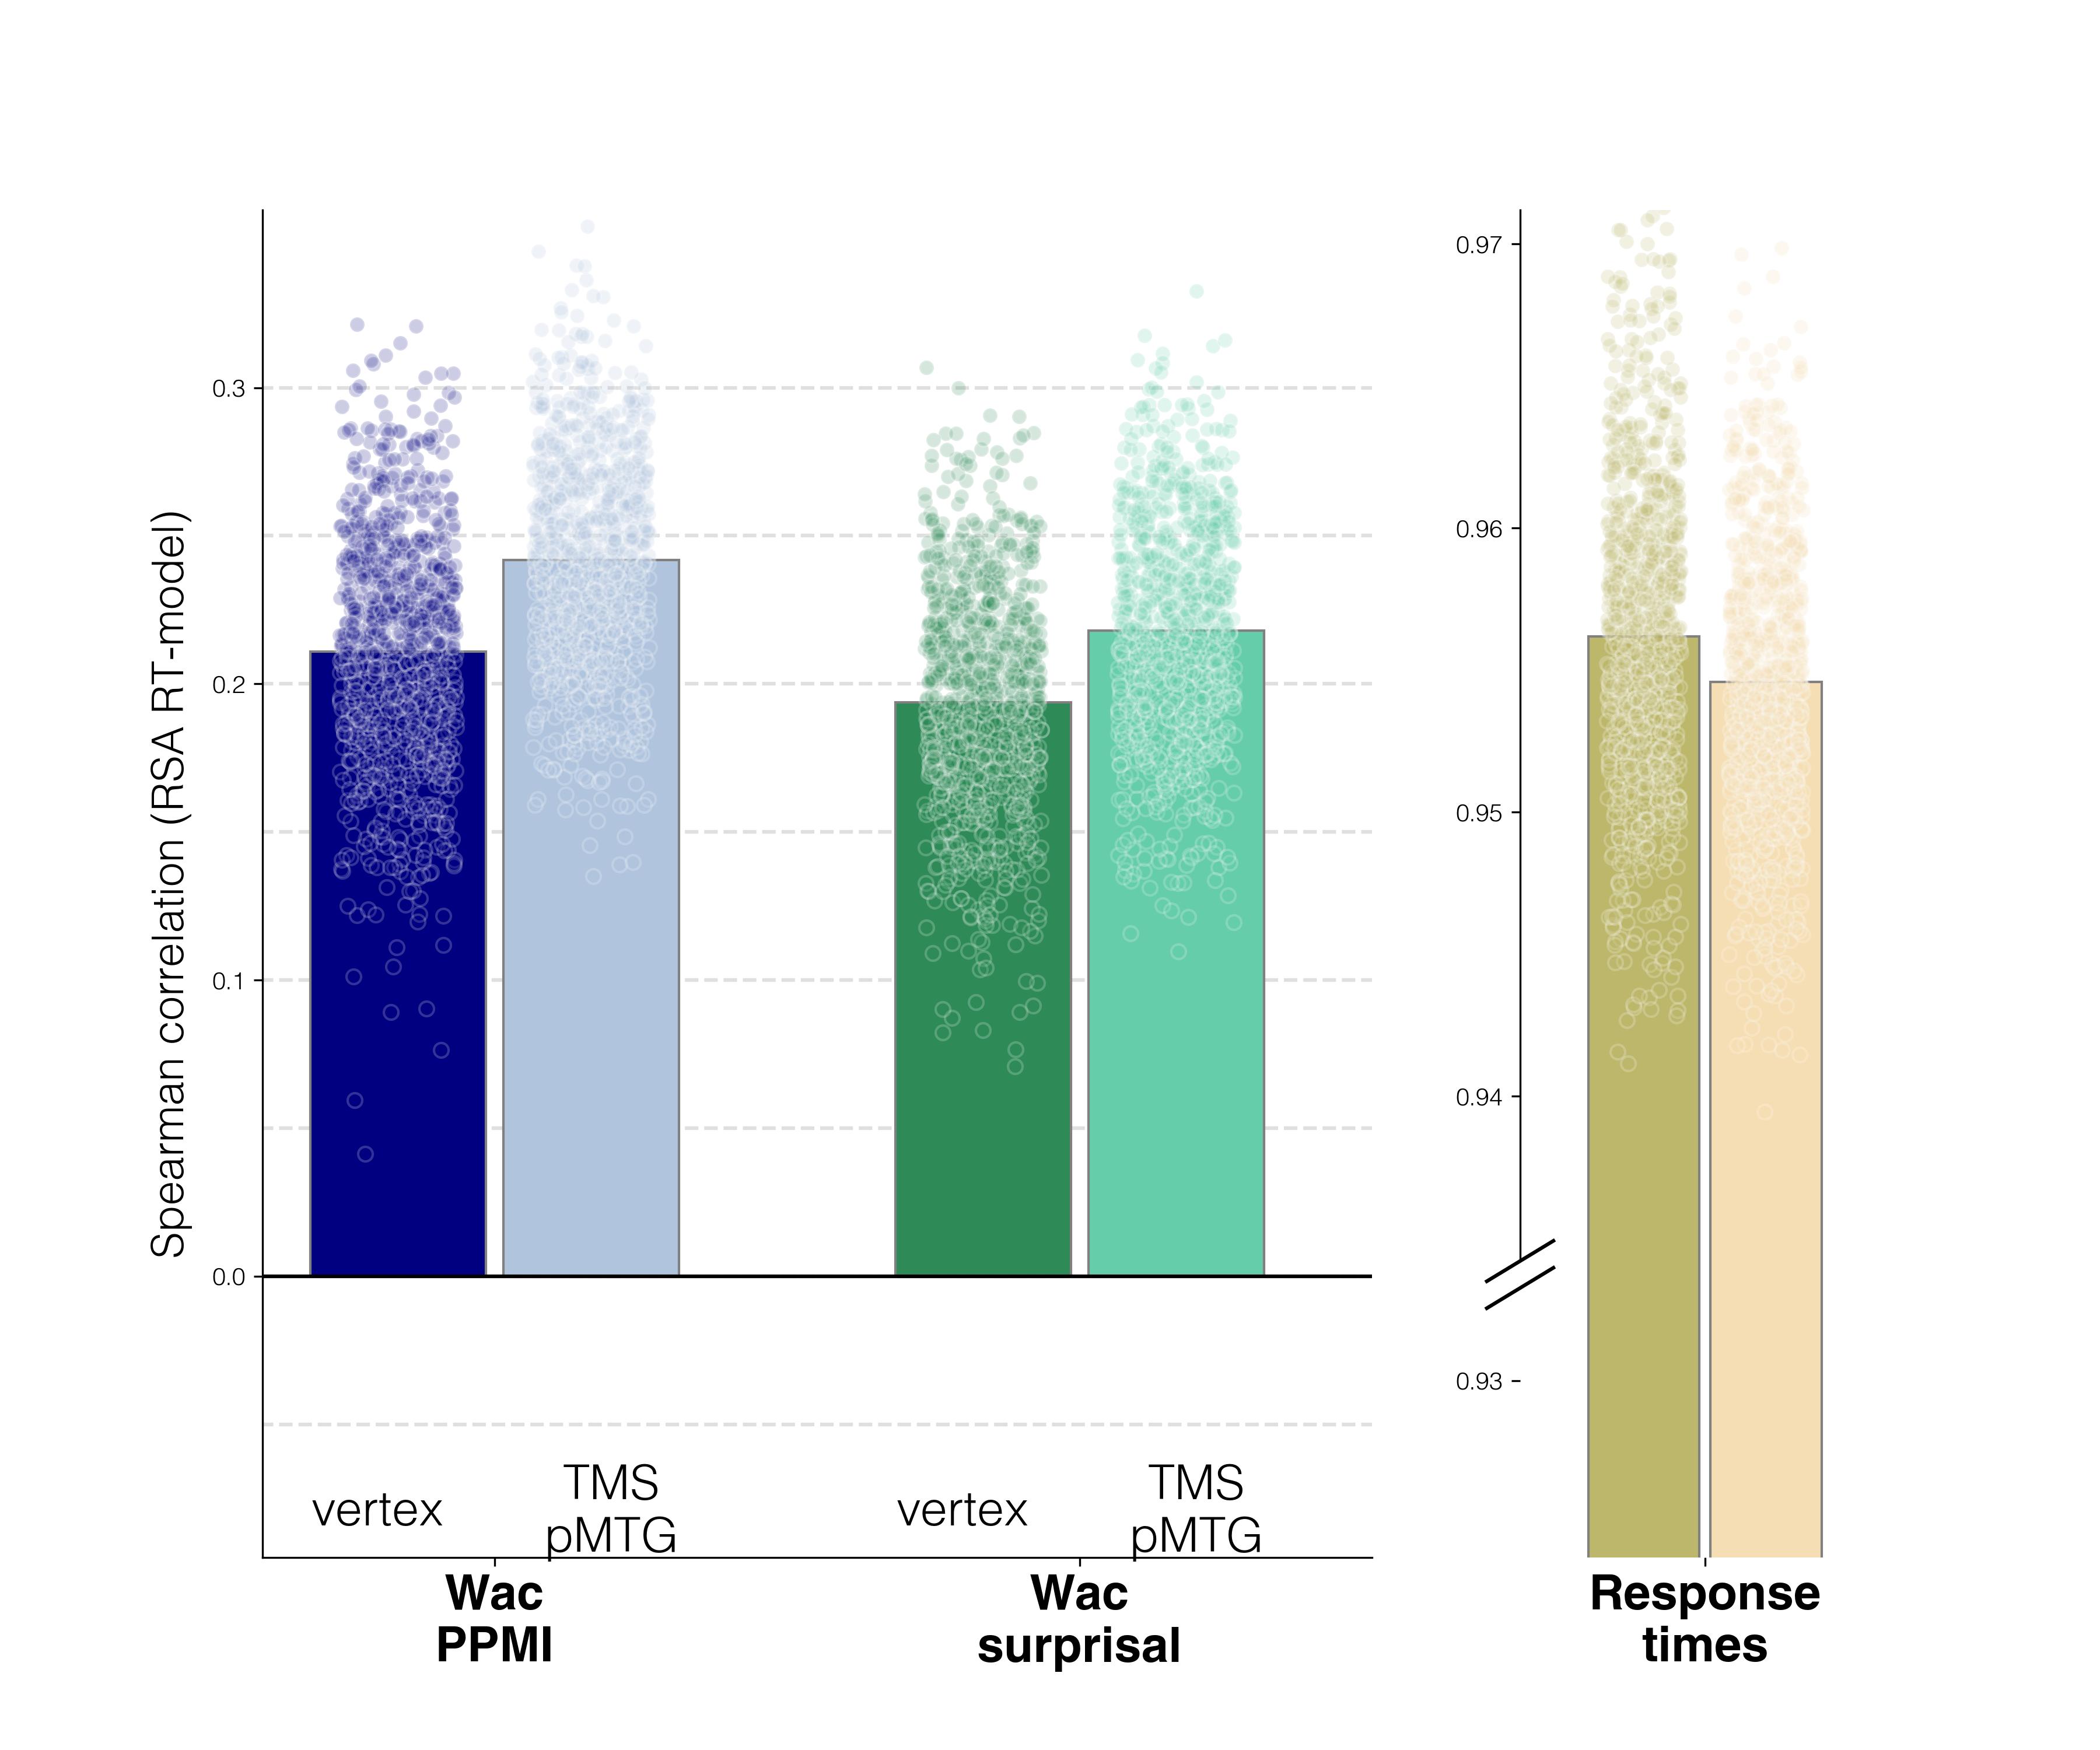 Spearman correlation (RSA RT-model)
0.3
0.2
0.1
0.0
vertex
TMS
pMTG
vertex
TMS
pMTG
Wac
PPMI
Wac
surprisal
0.97
0.96
0.95
0.94
0.93
Response
times